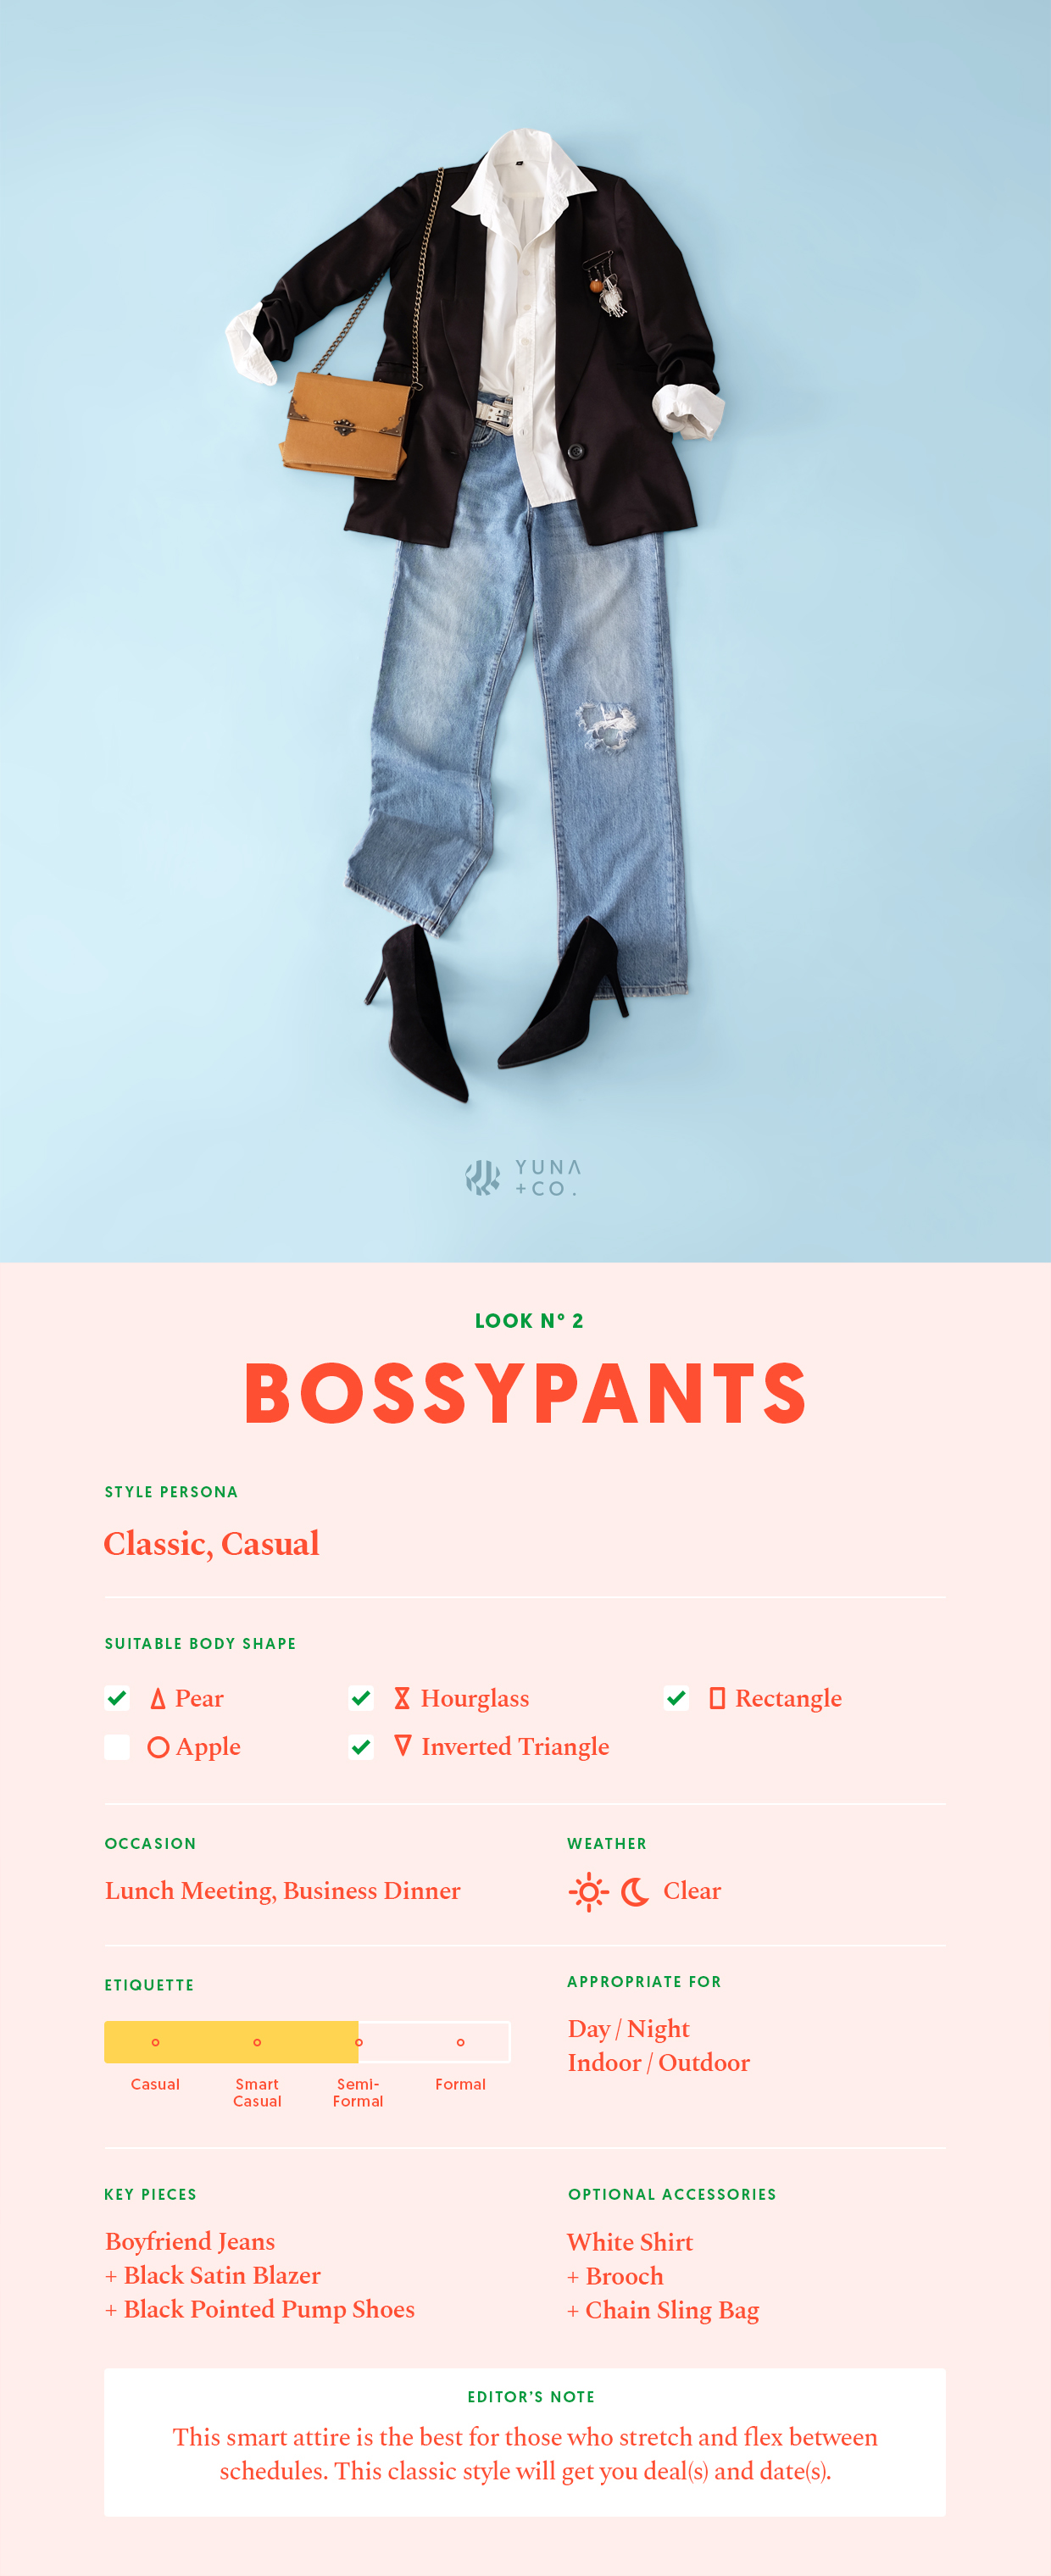 YUNA
+CO.
LOOK Nº 2
BOSSYPANTS
STYLE PERSONA
Classic, Casual
SUITABLE BODY SHAPE
Pear
Hourglass
Rectangle
Apple
Inverted Triangle
OCCASION
Lunch Meeting, Business Dinner
WEATHER
Clear
ETIQUETTE
Casual
Smart
Casual
Semi-
Formal
Formal
APPROPRIATE FOR
Day / Night
Indoor / Outdoor
KEY PIECES
Boyfriend Jeans
+ Black Satin Blazer
+ Black Pointed Pump Shoes
OPTIONAL ACCESSORIES
White Shirt
+ Brooch
+ Chain Sling Bag
EDITOR'S NOTE
This smart attire is the best for those who stretch and flex between
schedules. This classic style will get you deal(s) and date(s).